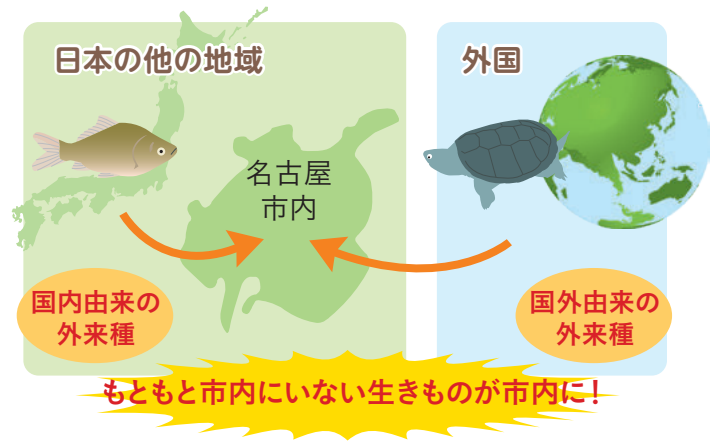 日本の他の地域
外国
名古屋
市内
国内由来の
外来種
国外由来の
外来種
もともと市内にいない生きものが市内に！